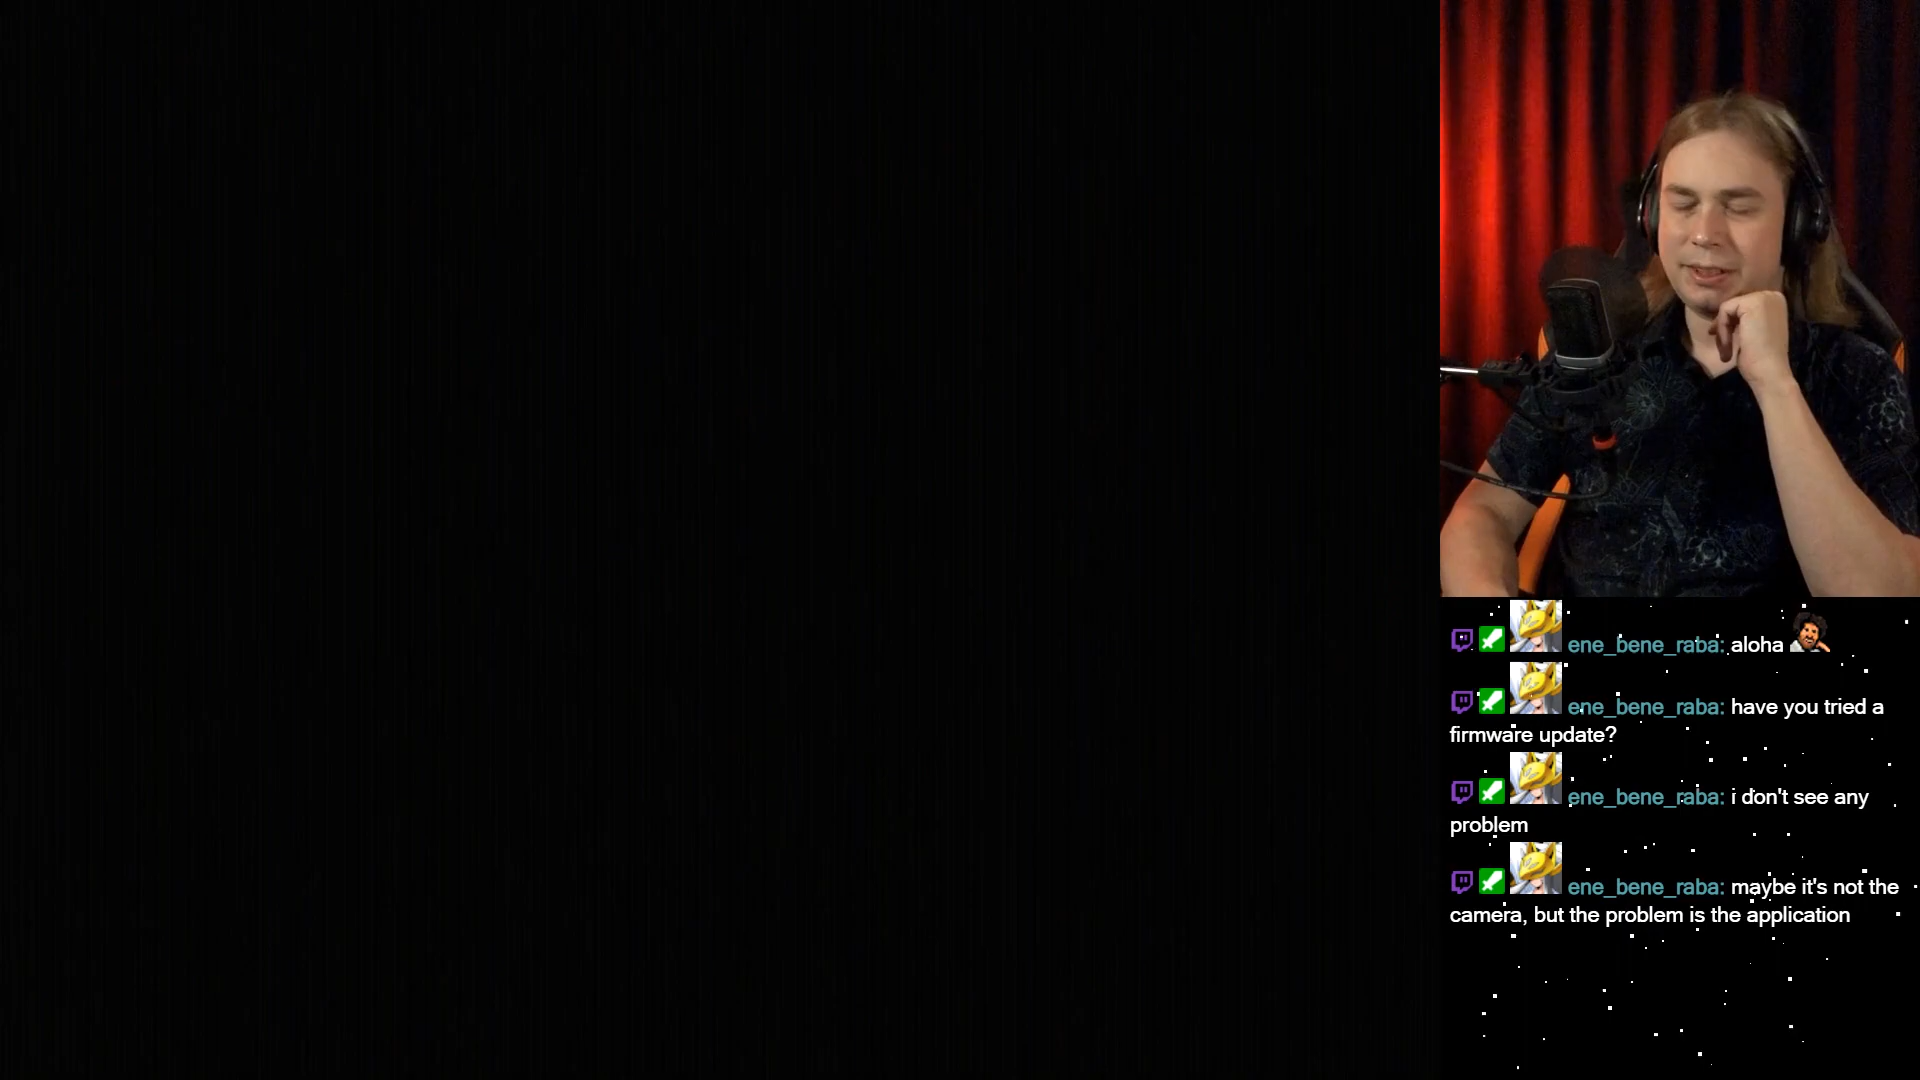 ene_bene_raba: aloha
ene_bene_raba: have you tried a
firmware update?
ene_bene_raba: i don't see any
problem
ene_bene_raba: maybe it's not the
camera, but the problem is the application